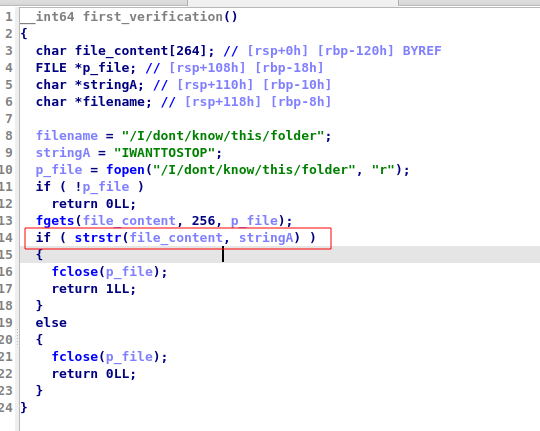 1 __int64 first_verification()
2 {
3   char file_content[264]; // [rsp+0h] [rbp-120h] BYREF
4   FILE *p_file; // [rsp+108h] [rbp-18h]
5   char *stringA; // [rsp+110h] [rbp-10h]
6   char *filename; // [rsp+118h] [rbp-8h]
7
8   filename = "/I/dont/know/this/folder";
9   stringA = "IWANTTOSTOP";
10   p_file = fopen("/I/dont/know/this/folder", "r");
11   if ( !p_file )
12     return 0LL;
13   fgets(file_content, 256, p_file);
14   if ( strstr(file_content, stringA) )
15   {
16     fclose(p_file);
17     return 1LL;
18   }
19   else
20   {
21     fclose(p_file);
22     return 0LL;
23   }
24 }